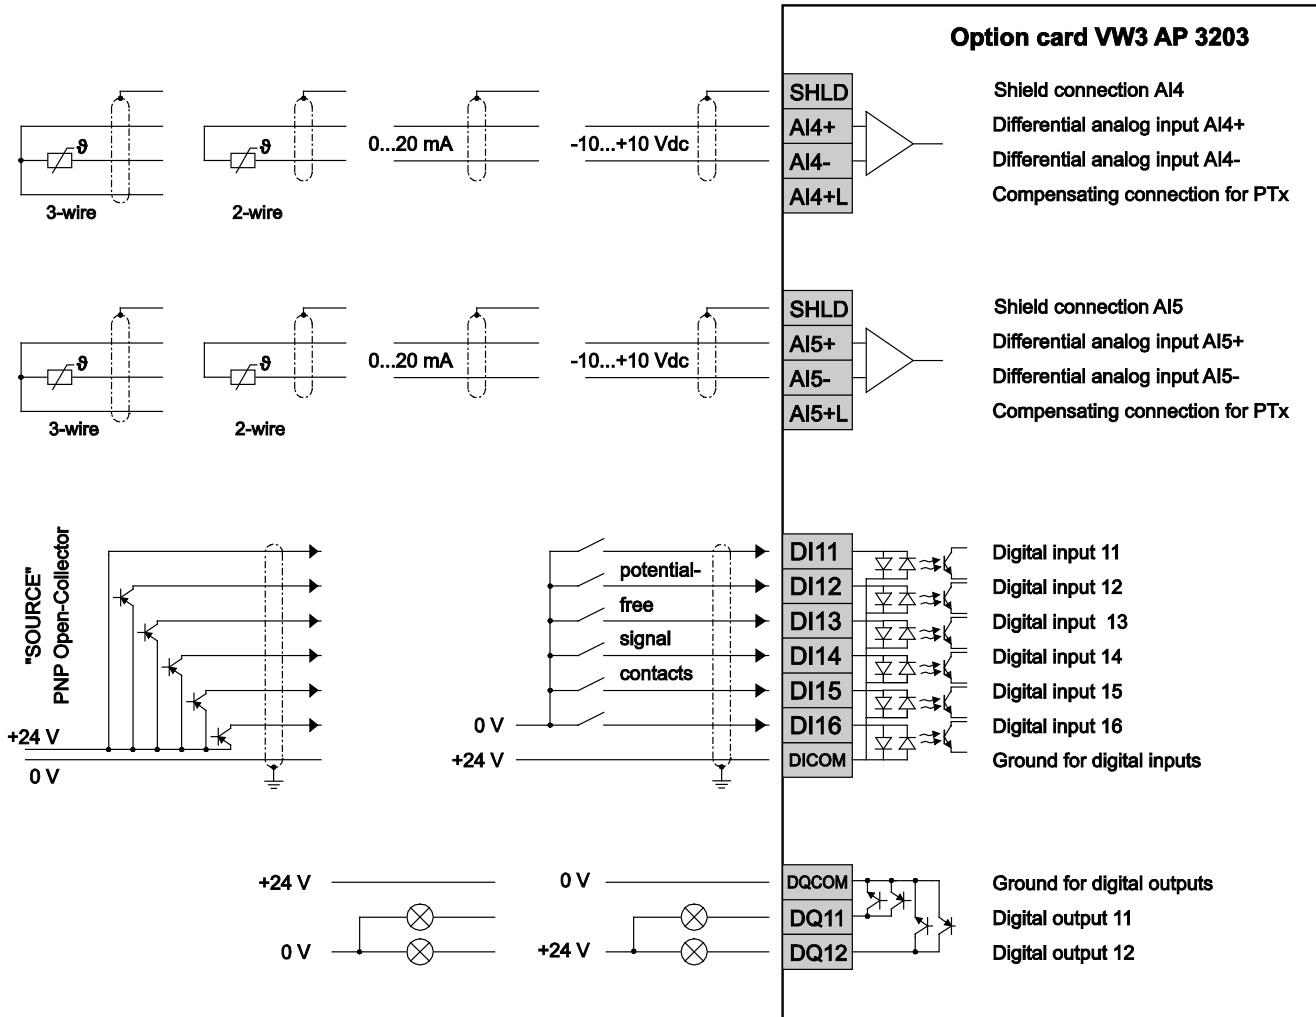 Option card VW3 AP 3203
SHLD
Shield connection AI4
AI4+
Differential analog input AI4+
ϑ
ϑ
0...20 mA
-10...+10 Vdc
AI4-
Differential analog input AI4-
AI4+L
Compensating connection for PTx
3-wire
2-wire
SHLD
Shield connection AI5
AI5+
Differential analog input AI5+
ϑ
ϑ
0...20 mA
-10...+10 Vdc
AI5-
Differential analog input AI5-
AI5+L
Compensating connection for PTx
3-wire
2-wire
"SOURCE"
PNP Open-Collector
+24 V
0 V
potential-
free
signal
contacts
0 V
+24 V
DI11
Digital input 11
DI12
Digital input 12
DI13
Digital input 13
DI14
Digital input 14
DI15
Digital input 15
DI16
Digital input 16
DICOM
Ground for digital inputs
+24 V
0 V
DQCOM
Ground for digital outputs
DQ11
Digital output 11
0 V
+24 V
DQ12
Digital output 12